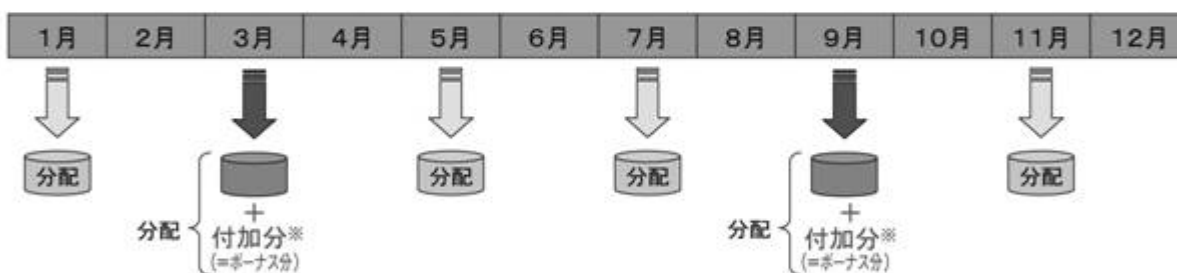 1月 2月 3月 4月 5月 6月 7月 8月 9月 10月 11月 12月
分配 分配 分配 分配
分配 分配
+ +
付加分※ 付加分※
(=ボーナス分) (=ボーナス分)